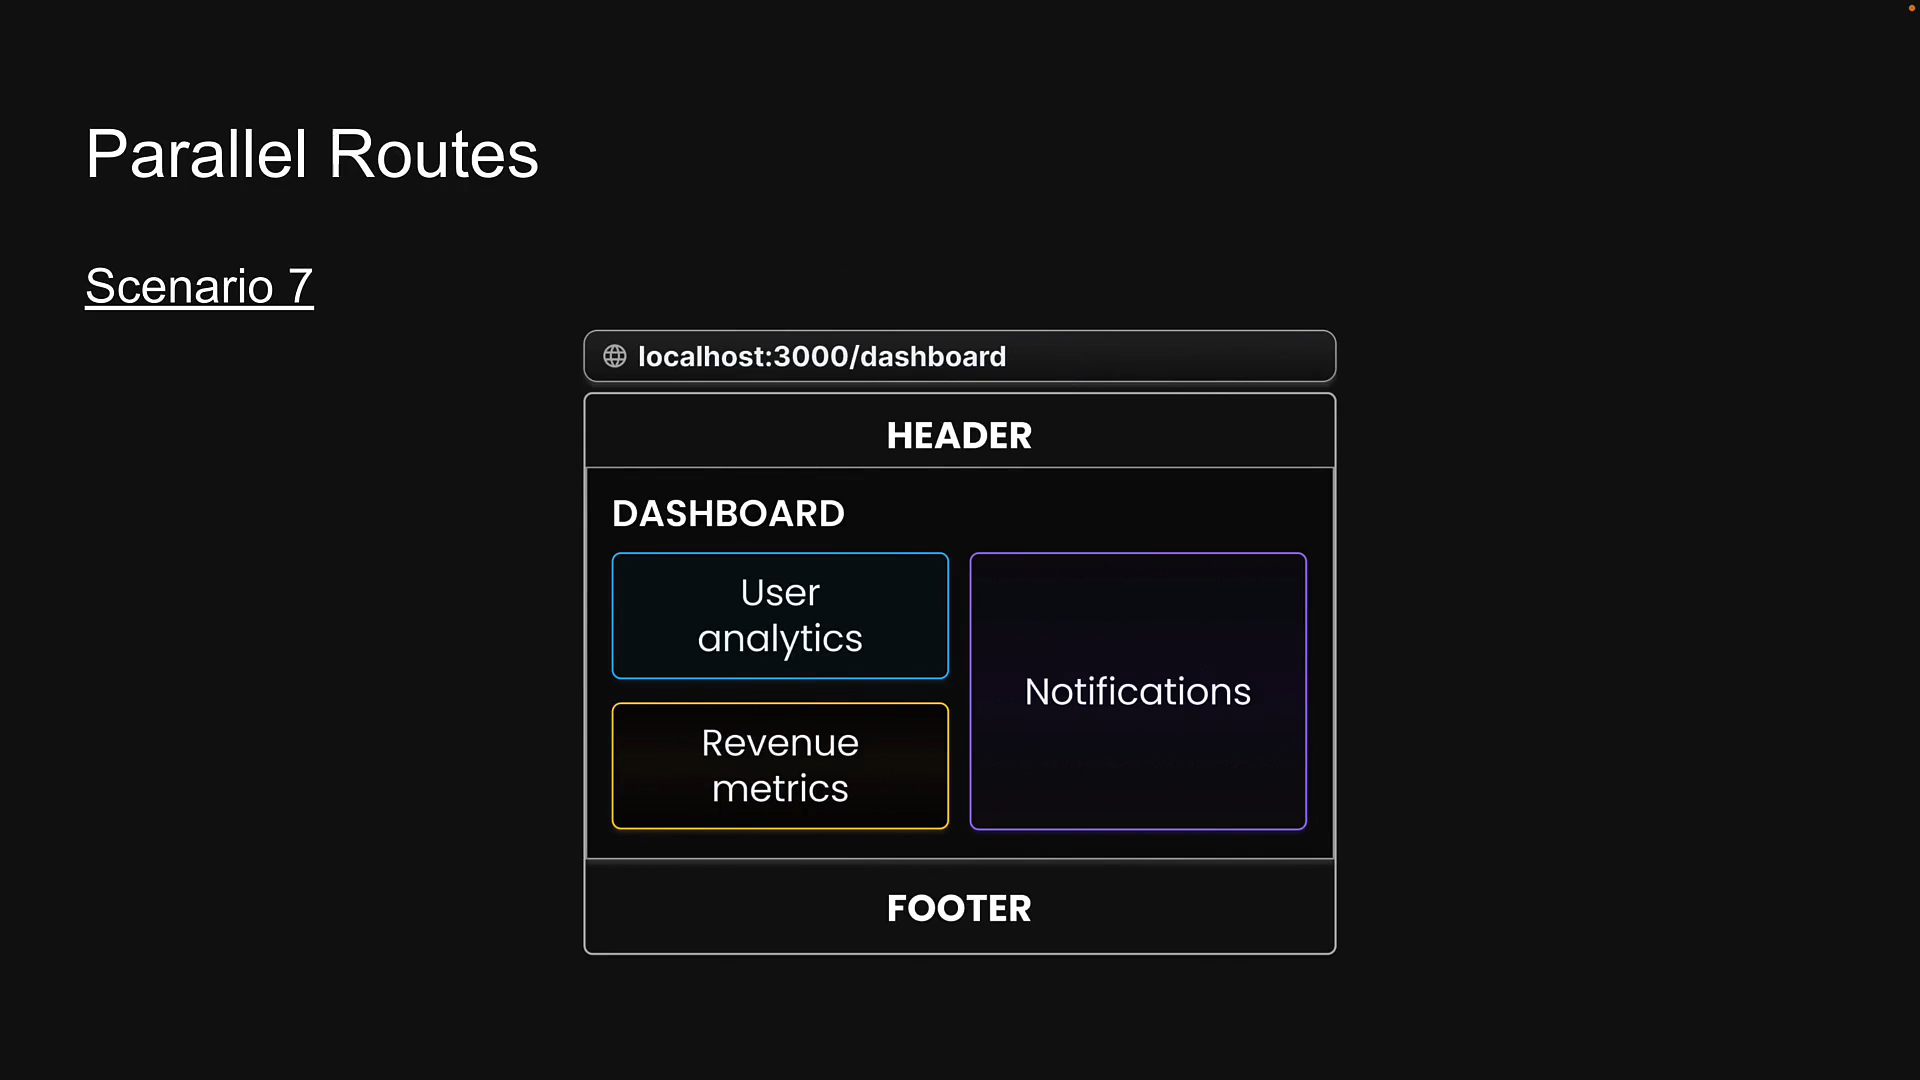 Parallel Routes
Scenario 7
localhost:3000/dashboard
HEADER
DASHBOARD
User
analytics
Revenue
metrics
Notifications
FOOTER